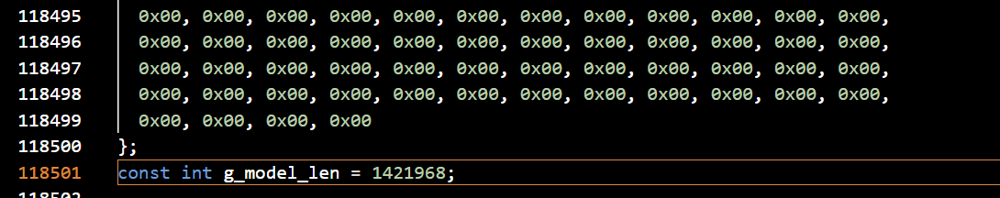 118495 0x00, 0x00, 0x00, 0x00, 0x00, 0x00, 0x00, 0x00, 0x00, 0x00, 0x00, 0x00,
118496 0x00, 0x00, 0x00, 0x00, 0x00, 0x00, 0x00, 0x00, 0x00, 0x00, 0x00, 0x00,
118497 0x00, 0x00, 0x00, 0x00, 0x00, 0x00, 0x00, 0x00, 0x00, 0x00, 0x00, 0x00,
118498 0x00, 0x00, 0x00, 0x00, 0x00, 0x00, 0x00, 0x00, 0x00, 0x00, 0x00, 0x00,
118499 0x00, 0x00, 0x00, 0x00
118500 };
118501 const int g_model_len = 1421968;
118502